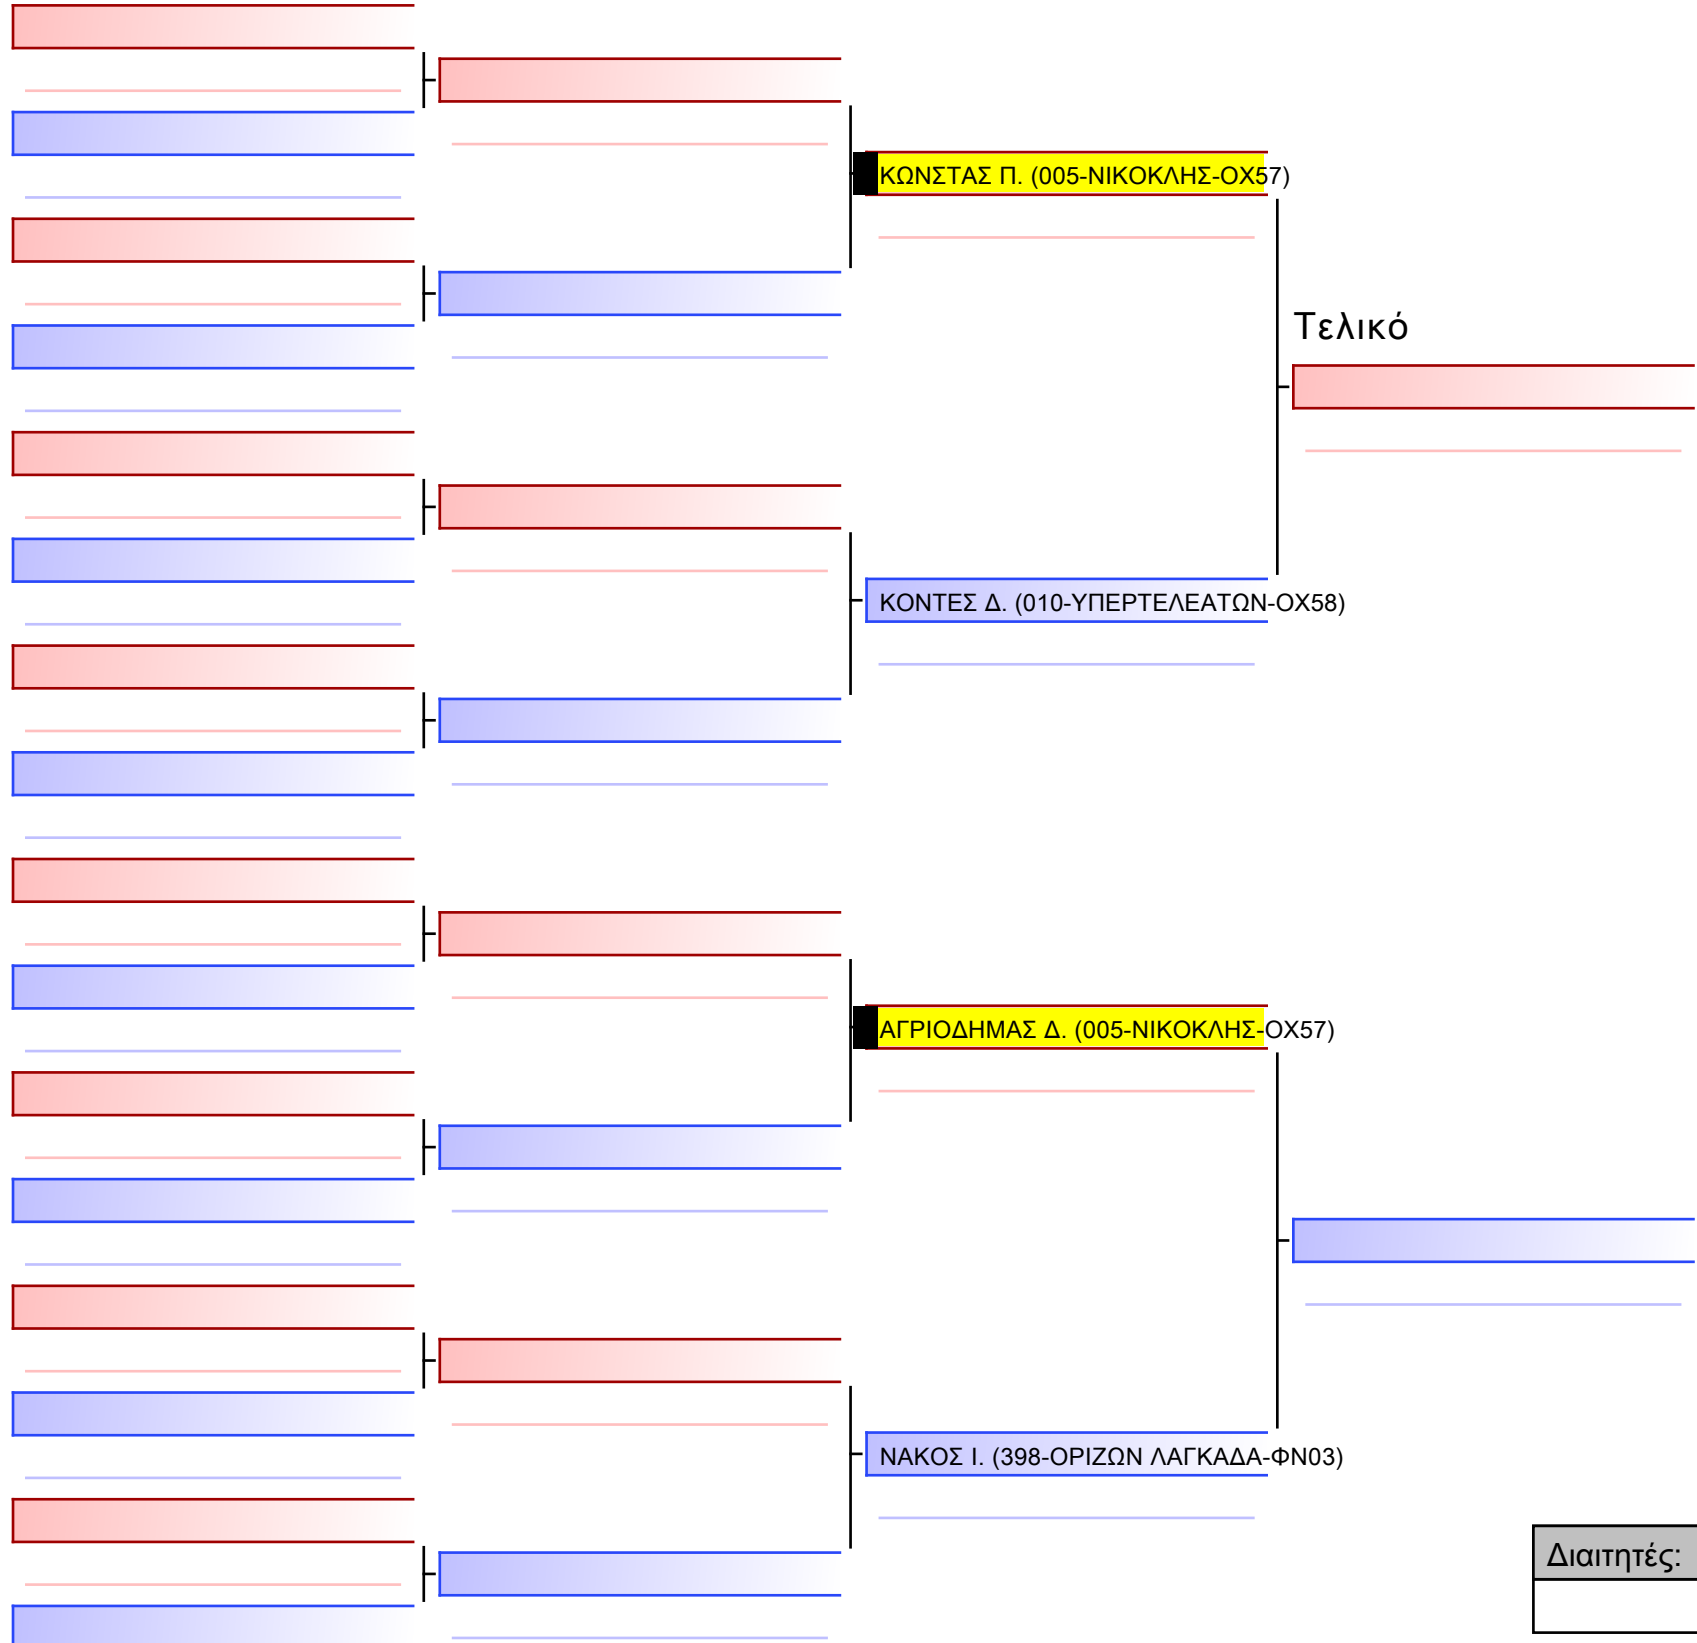 ΚΩΝΣΤΑΣ Π. (005-ΝΙΚΟΚΛΗΣ-ΟΧ57)
Τελικό
ΚΟΝΤΕΣ Δ. (010-ΥΠΕΡΤΕΛΕΑΤΩΝ-ΟΧ58)
ΑΓΡΙΟΔΗΜΑΣ Δ. (005-ΝΙΚΟΚΛΗΣ-ΟΧ57)
ΝΑΚΟΣ Ι. (398-ΟΡΙΖΩΝ ΛΑΓΚΑΔΑ-ΦΝ03)
Διαιτητές: